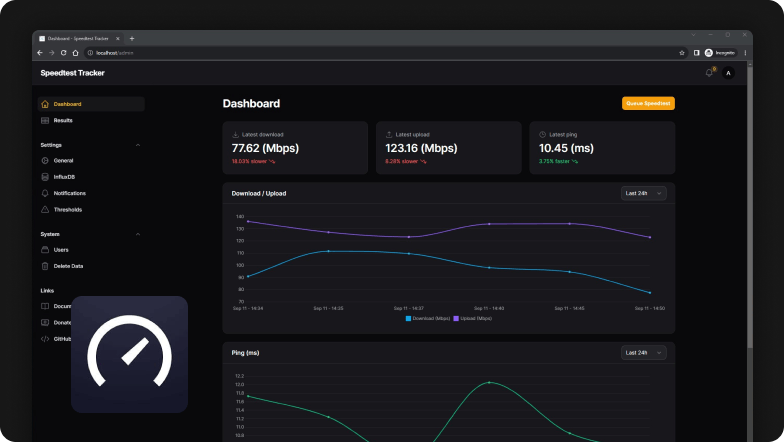 Dashboard - Speedtest Tracker
localhost/admin
Incognito
Speedtest Tracker
0
A
Dashboard
Results
Settings
General
InfluxDB
Notifications
Thresholds
System
Users
Delete Data
Links
Docum
Donate
GitHub
Dashboard
Queue Speedtest
Latest download
77.62 (Mbps)
18.03% slower
Latest upload
123.16 (Mbps)
8.28% slower
Latest ping
10.45 (ms)
3.75% faster
Download / Upload
Last 24h
140
130
120
110
100
90
80
70
Sep 11 - 14:34
Sep 11 - 14:35
Sep 11 - 14:37
Sep 11 - 14:40
Sep 11 - 14:45
Sep 11 - 14:50
Download (Mbps)
Upload (Mbps)
Ping (ms)
Last 24h
12.2
12.0
11.8
11.6
11.4
11.2
11.0
10.8